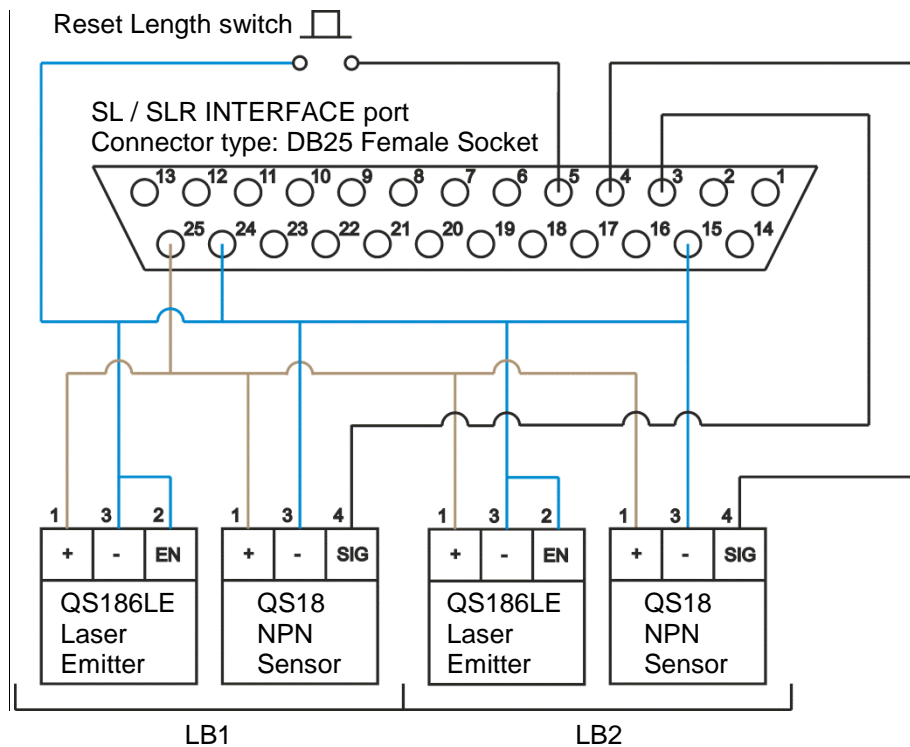 Reset Length switch
SL / SLR INTERFACE port
Connector type: DB25 Female Socket
13 12 11 10 9 8 7 6 5 4 3 2 1
25 24 23 22 21 20 19 18 17 16 15 14
1 3 2 1 3 4 1 3 2 1 3 4
+ - EN + - SIG + - EN + - SIG
QS186LE
Laser
Emitter
QS18
NPN
Sensor
QS186LE
Laser
Emitter
QS18
NPN
Sensor
LB1
LB2